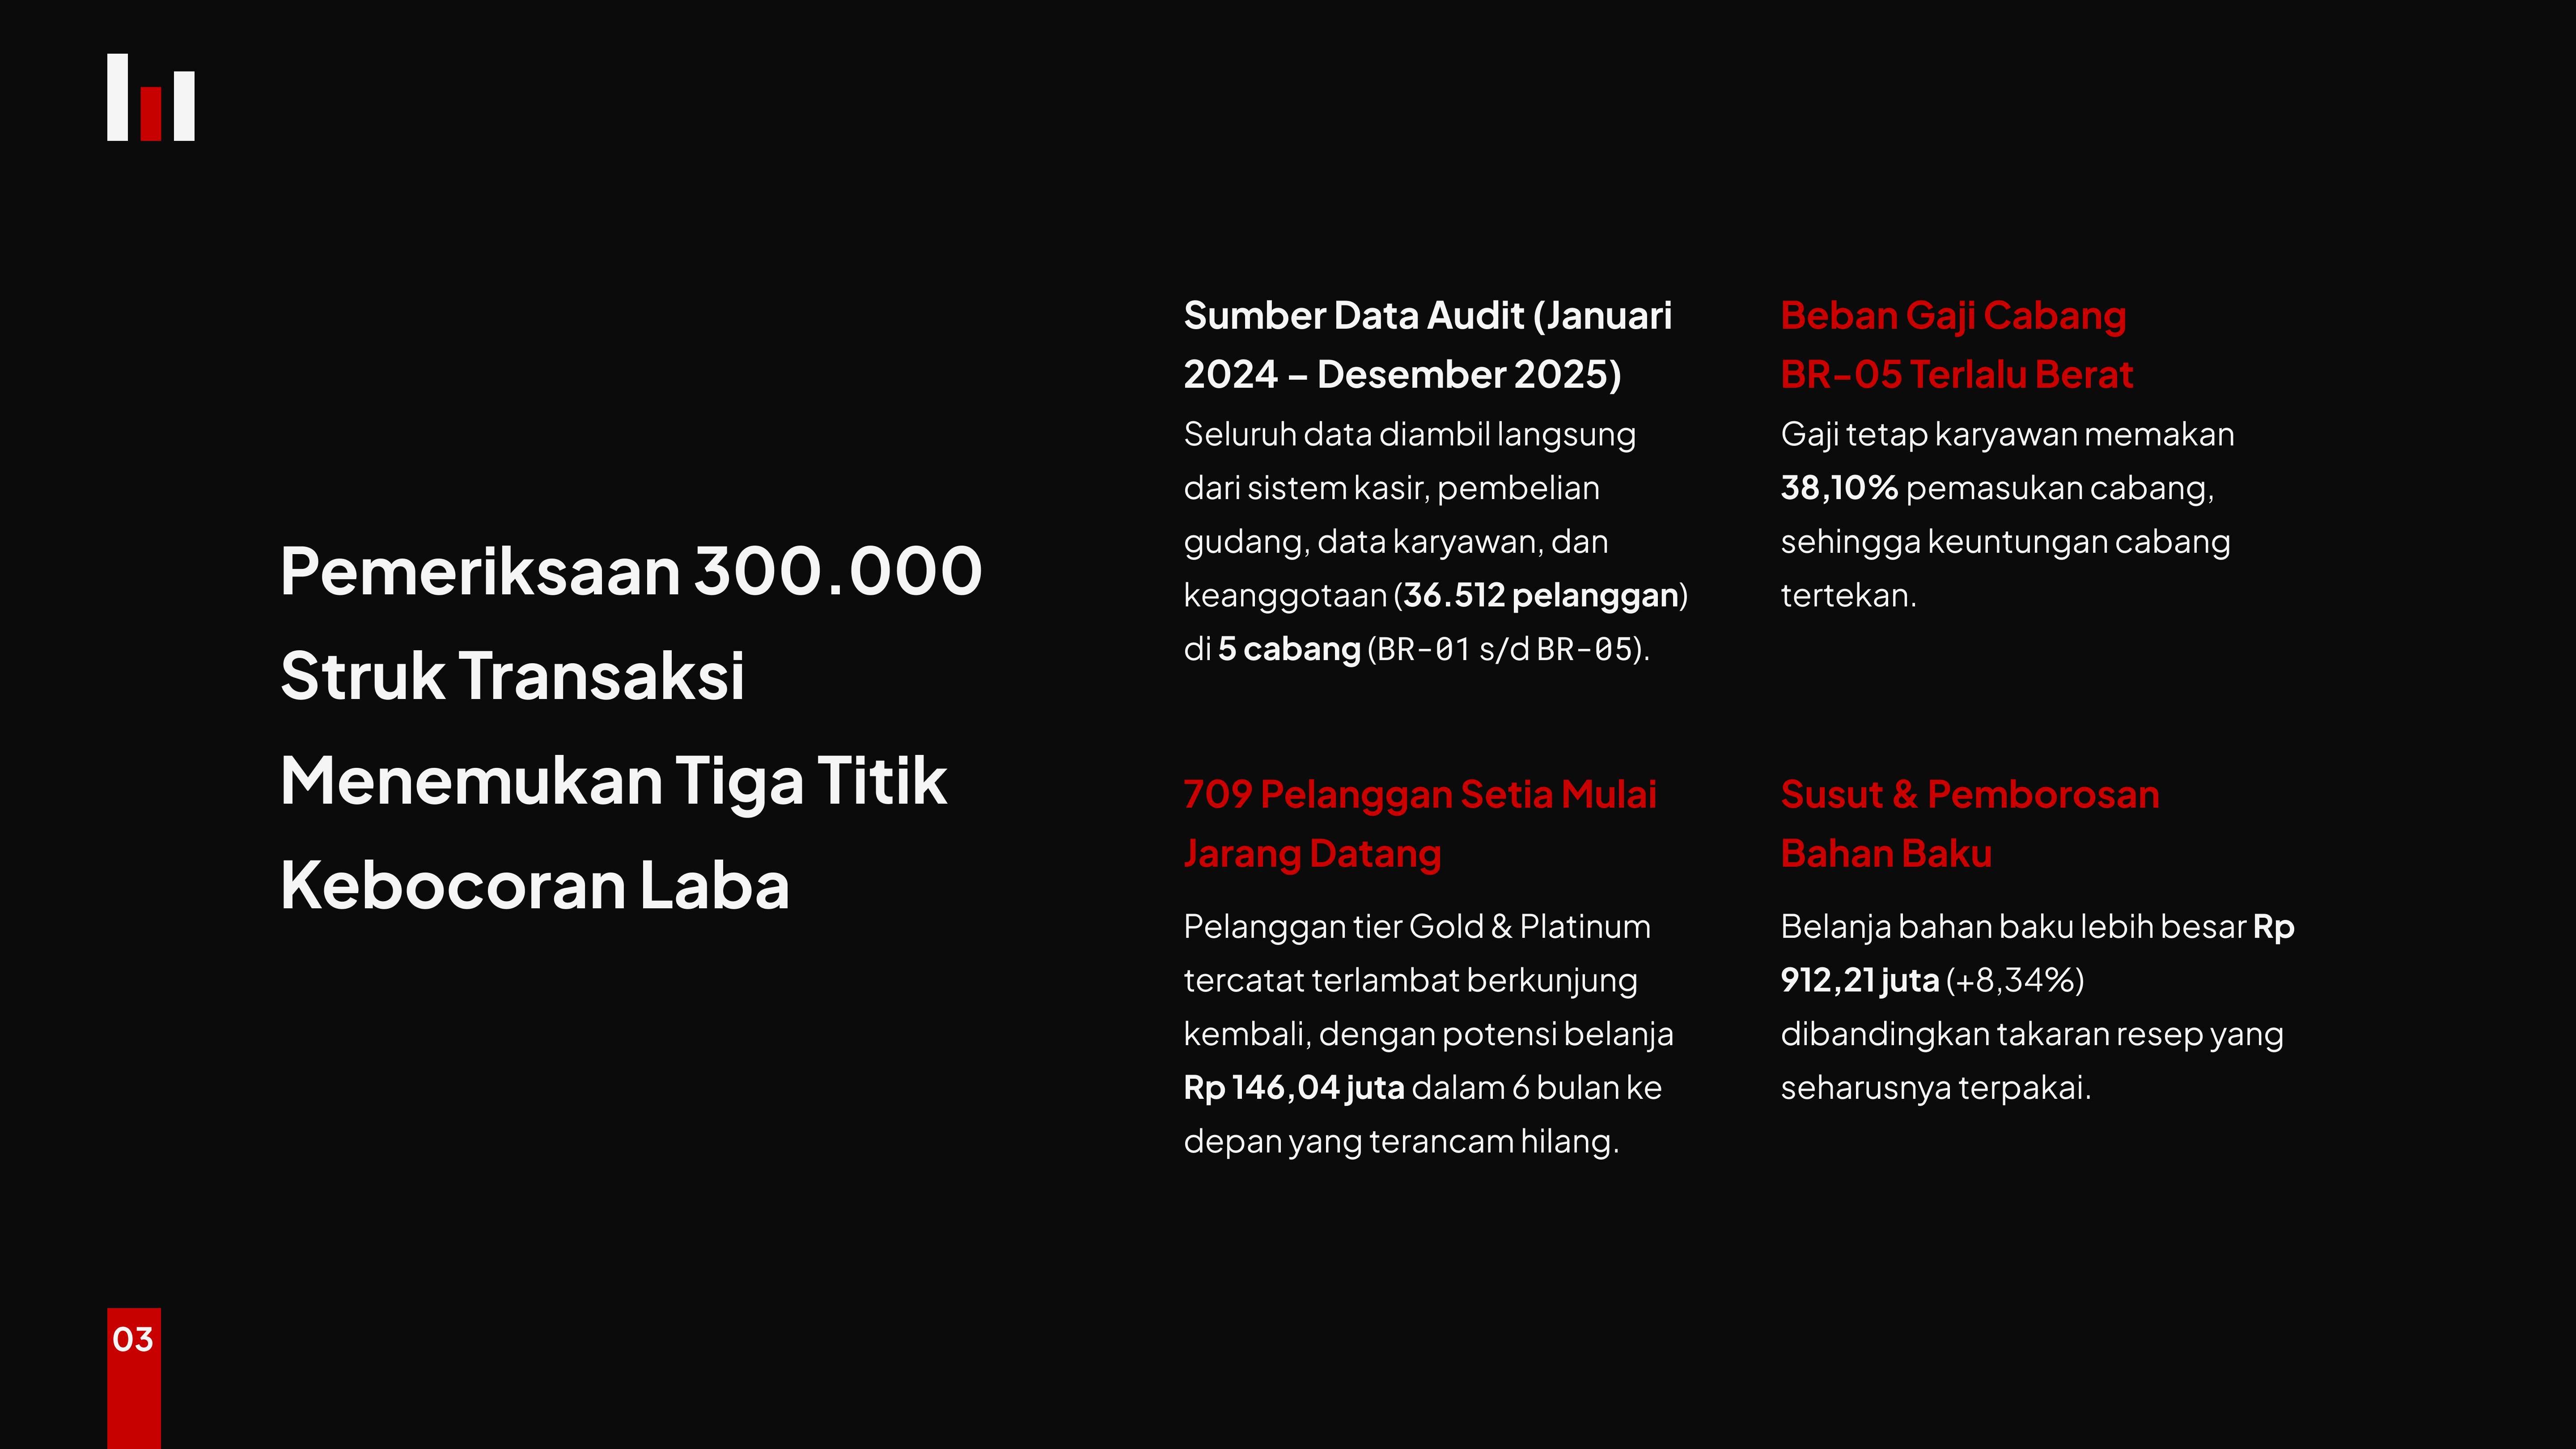 Pemeriksaan 300.000
Struk Transaksi
Menemukan Tiga Titik
Kebocoran Laba
Sumber Data Audit (Januari
2024 – Desember 2025)
Seluruh data diambil langsung
dari sistem kasir, pembelian
gudang, data karyawan, dan
keanggotaan (36.512 pelanggan)
di 5 cabang (BR-01 s/d BR-05).
Beban Gaji Cabang
BR-05 Terlalu Berat
Gaji tetap karyawan memakan
38,10% pemasukan cabang,
sehingga keuntungan cabang
tertekan.
709 Pelanggan Setia Mulai
Jarang Datang
Pelanggan tier Gold & Platinum
tercatat terlambat berkunjung
kembali, dengan potensi belanja
Rp 146,04 juta dalam 6 bulan ke
depan yang terancam hilang.
Susut & Pemborosan
Bahan Baku
Belanja bahan baku lebih besar Rp
912,21 juta (+8,34%)
dibandingkan takaran resep yang
seharusnya terpakai.
03